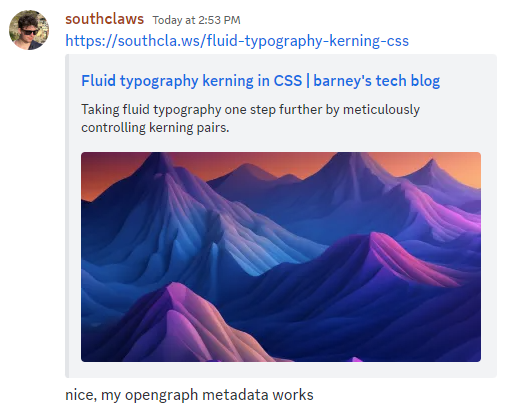 southclaws Today at 2:53 PM
https://southcla.ws/fluid-typography-kerning-css
Fluid typography kerning in CSS | barney's tech blog
Taking fluid typography one step further by meticulously
controlling kerning pairs.
nice, my opengraph metadata works